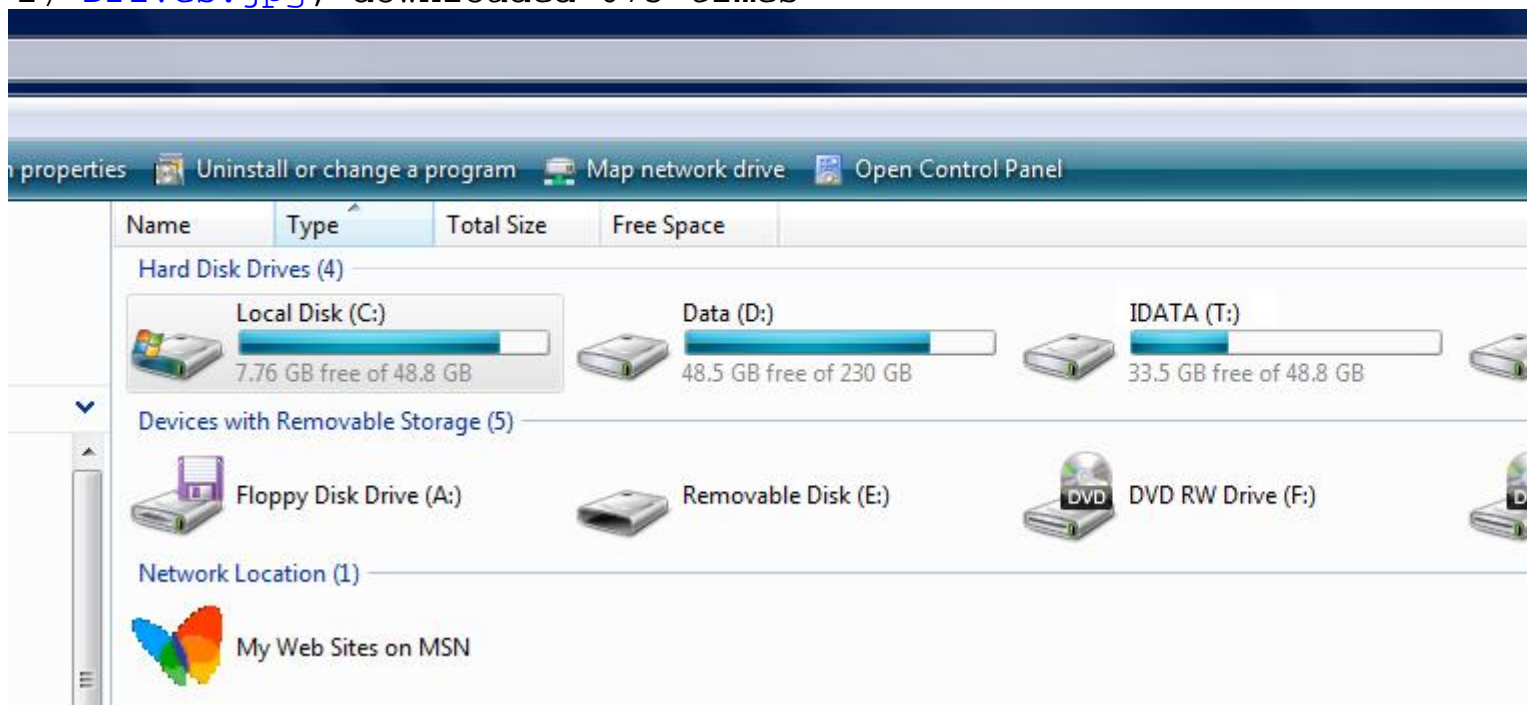 properties Uninstall or change a program Map network drive Open Control Panel
Name Type Total Size Free Space
Hard Disk Drives (4)
Local Disk (C:) Data (D:) IDATA (T:)
7.76 GB free of 48.8 GB 48.5 GB free of 230 GB 33.5 GB free of 48.8 GB
Devices with Removable Storage (5)
Floppy Disk Drive (A:) Removable Disk (E:) DVD DVD RW Drive (F:)
Network Location (1)
My Web Sites on MSN